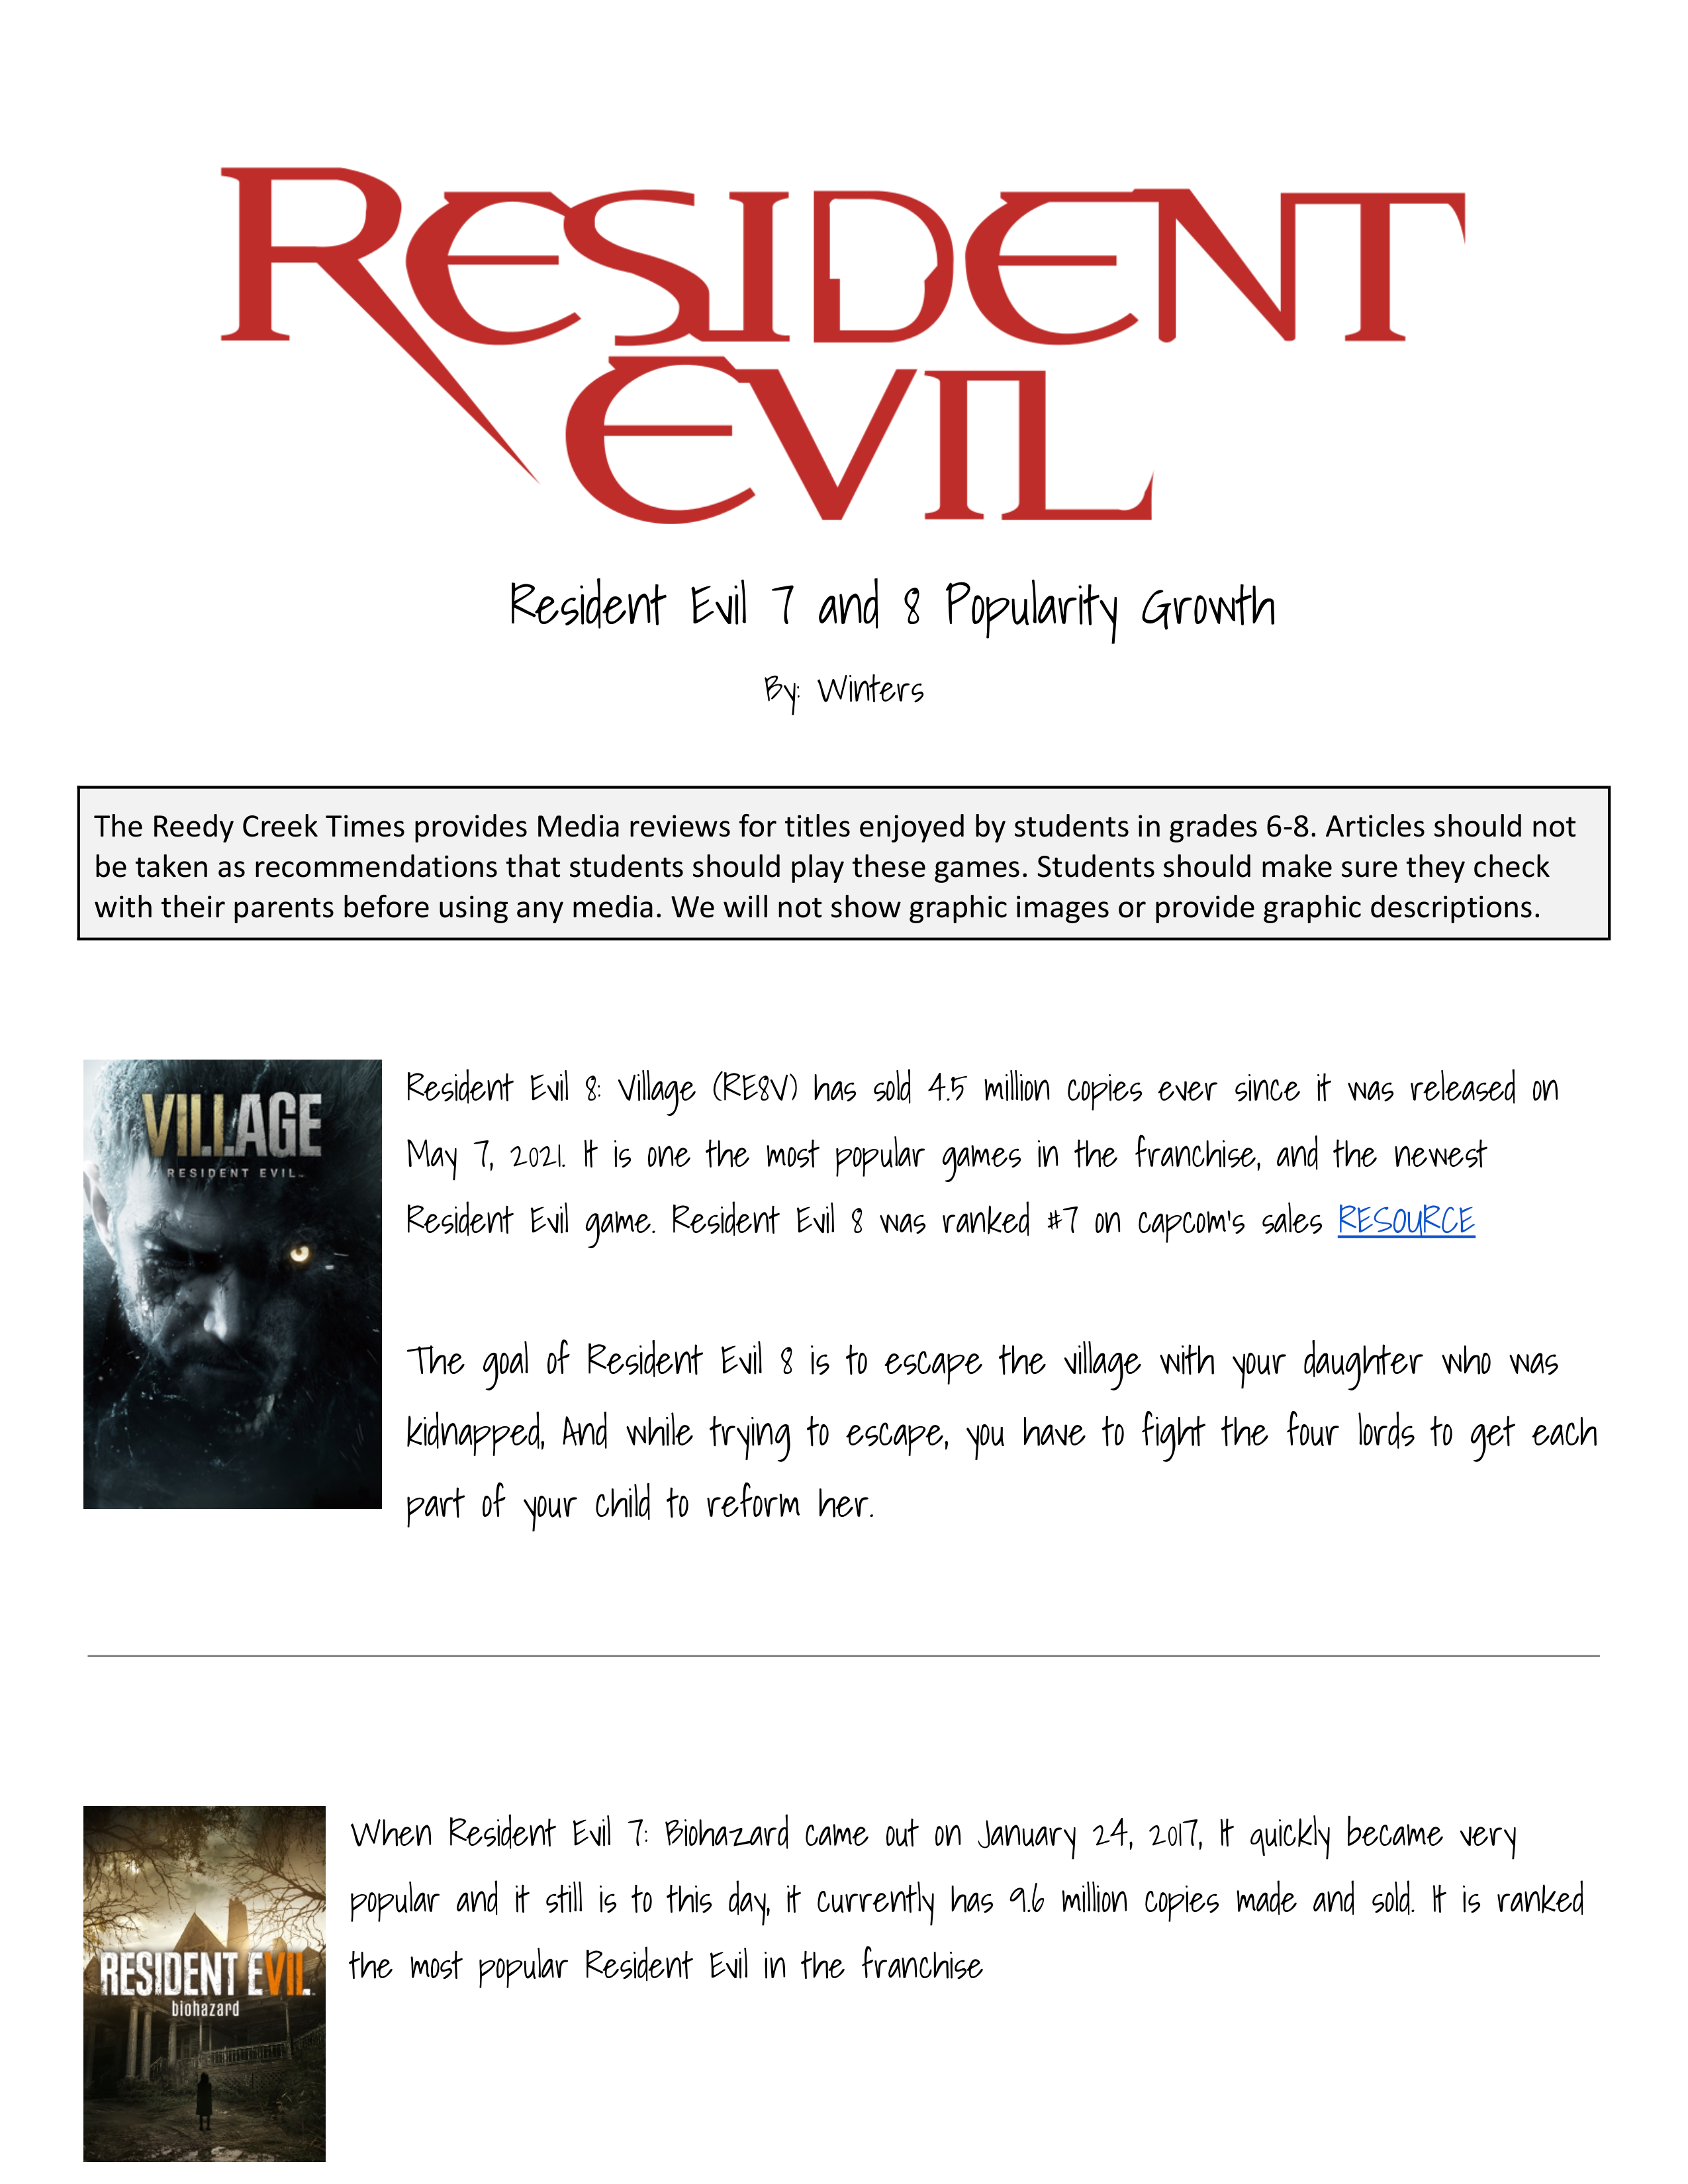 RESIDENT
EVIL
Resident Evil 7 and 8 Popularity Growth
By: Winters
The Reedy Creek Times provides Media reviews for titles enjoyed by students in grades 6-8. Articles should not
be taken as recommendations that students should play these games. Students should make sure they check
with their parents before using any media. We will not show graphic images or provide graphic descriptions.
VILLAGE
RESIDENT EVIL
Resident Evil 8: Village (RE8V) has sold 4.5 million copies ever since it was released on
May 7, 2021. It is one the most popular games in the franchise, and the newest
Resident Evil game. Resident Evil 8 was ranked #7 on capcom's sales RESOURCE
The goal of Resident Evil 8 is to escape the village with your daughter who was
kidnapped, And while trying to escape, you have to fight the four lords to get each
part of your child to reform her.
RESIDENT EVIL
biohazard
When Resident Evil 7: Biohazard came out on January 24, 2017, It quickly became very
popular and it still is to this day, it currently has 9.6 million copies made and sold. It is ranked
the most popular Resident Evil in the franchise